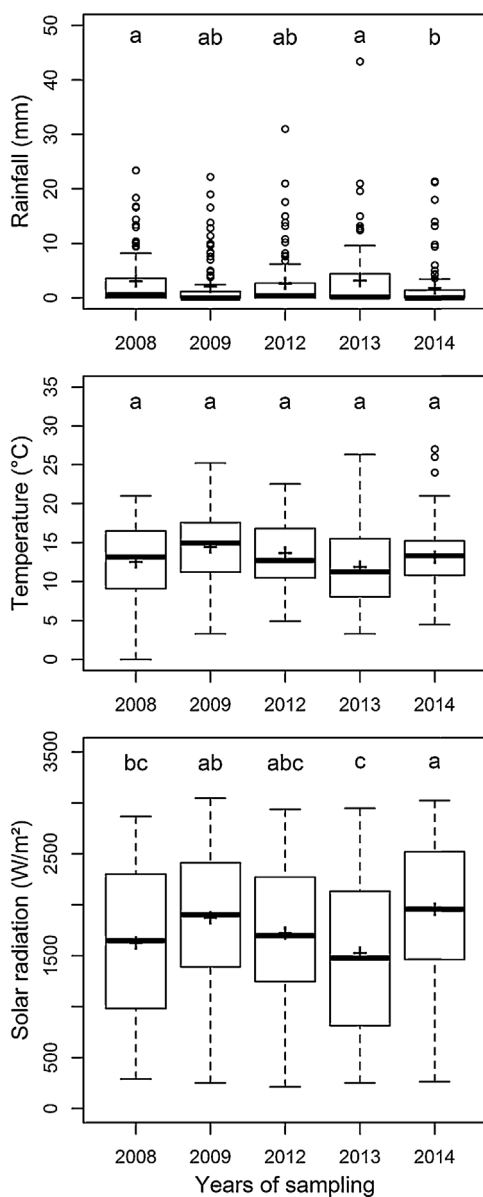 50
a ab ab a b
40
30
20
10
0
Rainfall (mm)
2008 2009 2012 2013 2014
35
a a a a a
30
25
20
15
10
5
0
Temperature (°C)
2008 2009 2012 2013 2014
3500
bc ab abc c a
2500
1500
500
0
Solar radiation (W/m²)
2008 2009 2012 2013 2014
Years of sampling